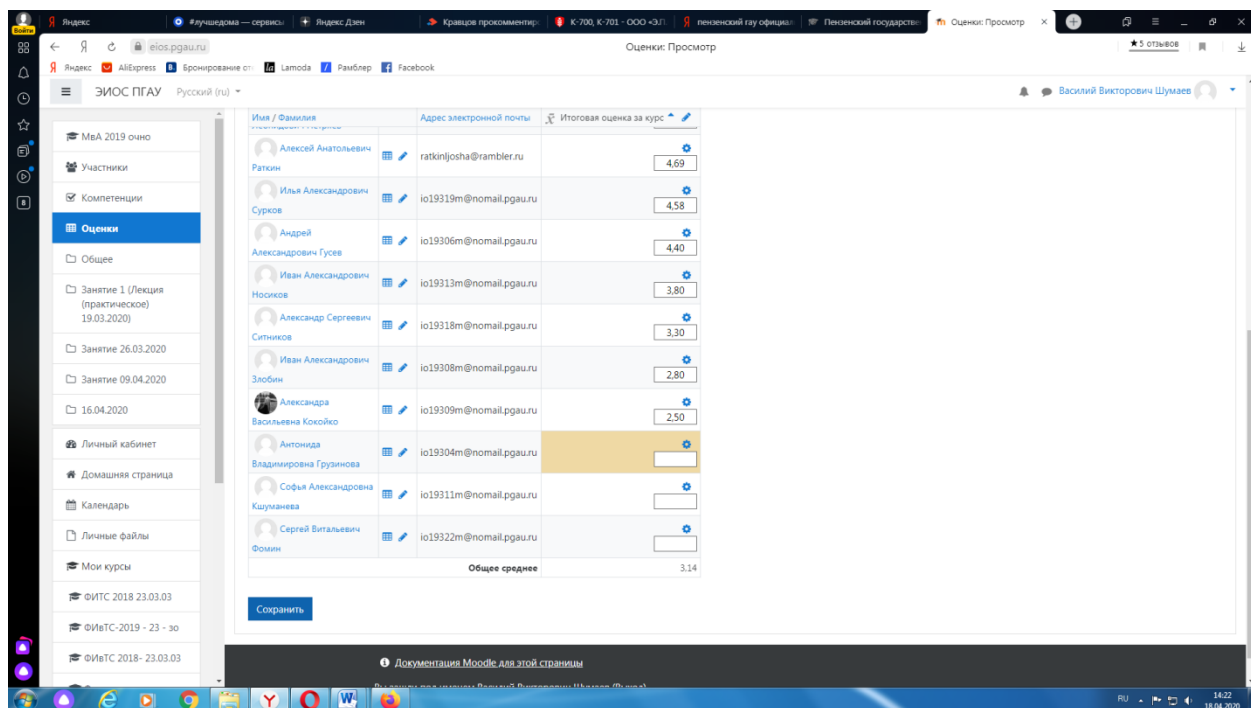 Яндекс
#лучшедома — сервисы
Яндекс.Дзен
Кравцов прокомментир
К-700, К-701 - ООО «ЭЛ
пензенский гау официал
Пензенский государстве
Оценки: Просмотр
Войти
eios.pgau.ru
Оценки: Просмотр
★5 отзывов
Яндекс
AliExpress
Бронирование от
Lamoda
Рамблер
Facebook
ЭИОС ПГАУ
Русский (ru)
Василий Викторович Шумаев
МвА 2019 очно
Участники
Компетенции
Оценки
Общее
Занятие 1 (Лекция
(практическое)
19.03.2020)
Занятие 26.03.2020
Занятие 09.04.2020
16.04.2020
Личный кабинет
Домашняя страница
Календарь
Личные файлы
Мои курсы
ФИТС 2018 23.03.03
ФИвТС-2019 - 23 - зо
ФИвТС 2018- 23.03.03
Имя / Фамилия
Адрес электронной почты
Итоговая оценка за курс
Алексей Анатольевич
Раткин
ratkinljosha@rambler.ru
4,69
Илья Александрович
Сурков
io19319m@nomail.pgau.ru
4,58
Андрей
Александрович Гусев
io19306m@nomail.pgau.ru
4,40
Иван Александрович
Носиков
io19313m@nomail.pgau.ru
3,80
Александр Сергеевич
Ситников
io19318m@nomail.pgau.ru
3,30
Иван Александрович
Злобин
io19308m@nomail.pgau.ru
2,80
Александра
Васильевна Кокойко
io19309m@nomail.pgau.ru
2,50
Антонида
Владимировна Грузинова
io19304m@nomail.pgau.ru
Софья Александровна
Кшуманева
io19311m@nomail.pgau.ru
Сергей Витальевич
Фомин
io19322m@nomail.pgau.ru
Общее среднее
3,14
Сохранить
Документация Moodle для этой страницы
Вы зашли под именем Василий Викторович Шумаев (Выход)
RU
14:22
18.04.2020